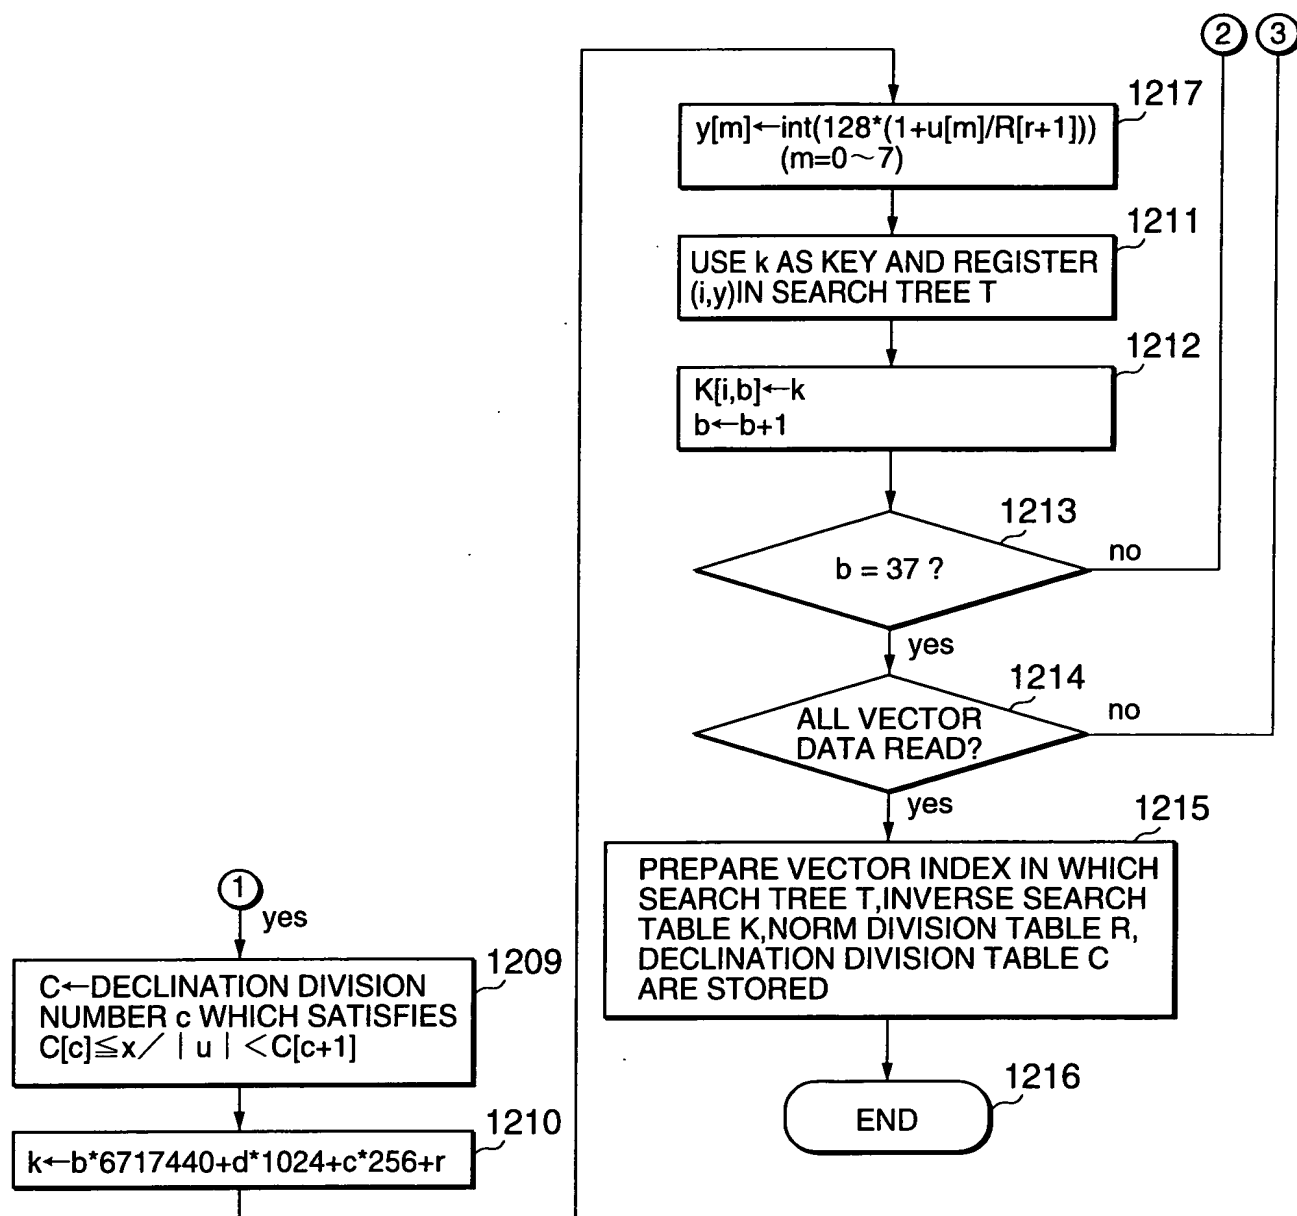 ①
yes
1209
C←DECLINATION DIVISION
NUMBER c WHICH SATISFIES
C[c]≦x／｜u｜<C[c+1]
1210
k←b*6717440+d*1024+c*256+r
② ③
1217
y[m]←int(128*(1+u[m]/R[r+1]))
(m=0～7)
1211
USE k AS KEY AND REGISTER
(i,y)IN SEARCH TREE T
1212
K[i,b]←k
b←b+1
1213
b = 37 ?
no
yes
1214
ALL VECTOR
DATA READ?
no
yes
1215
PREPARE VECTOR INDEX IN WHICH
SEARCH TREE T,INVERSE SEARCH
TABLE K,NORM DIVISION TABLE R,
DECLINATION DIVISION TABLE C
ARE STORED
1216
END